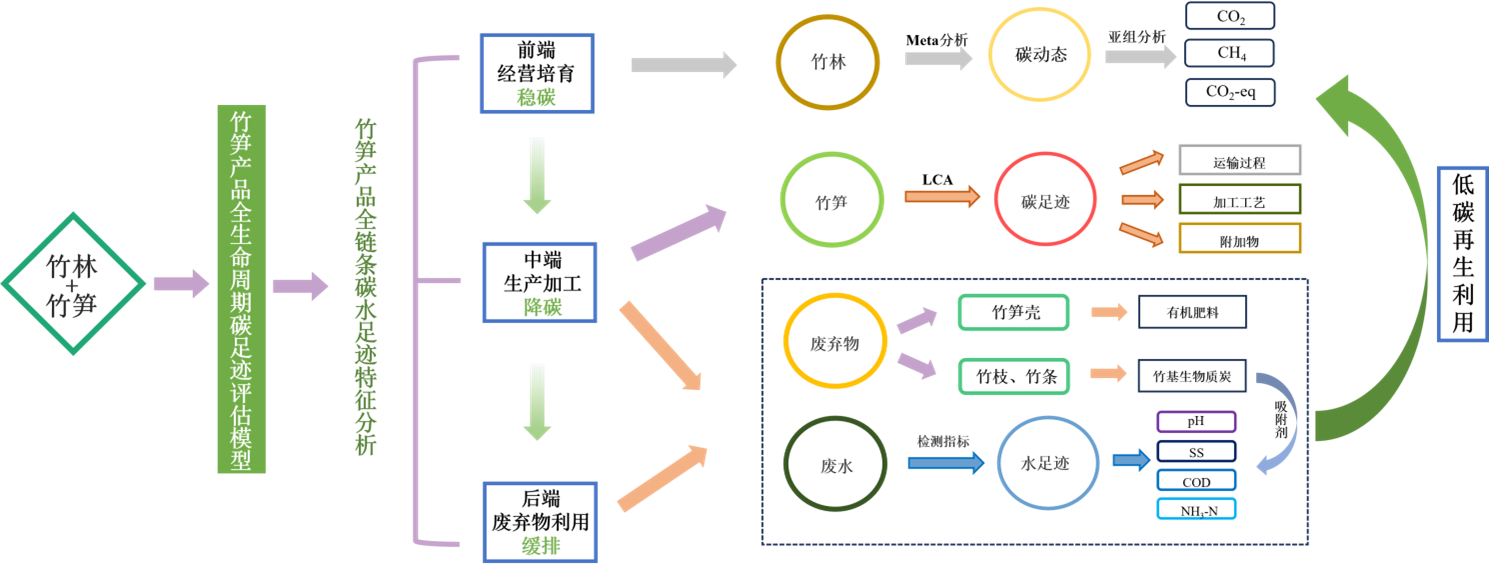 竹林
+
竹笋
竹笋产品全生命周期碳足迹评估模型
竹笋产品全链条碳水足迹特征分析
前端
经营培育
稳碳
中端
生产加工
降碳
后端
废弃物利用
缓排
竹林
Meta分析
碳动态
亚组分析
CO₂
CH₄
CO₂-eq
竹笋
LCA
碳足迹
运输过程
加工工艺
附加物
废弃物
竹笋壳
有机肥料
竹枝、竹条
竹基生物质炭
吸附剂
废水
检测指标
水足迹
pH
SS
COD
NH₃-N
低碳再生利用